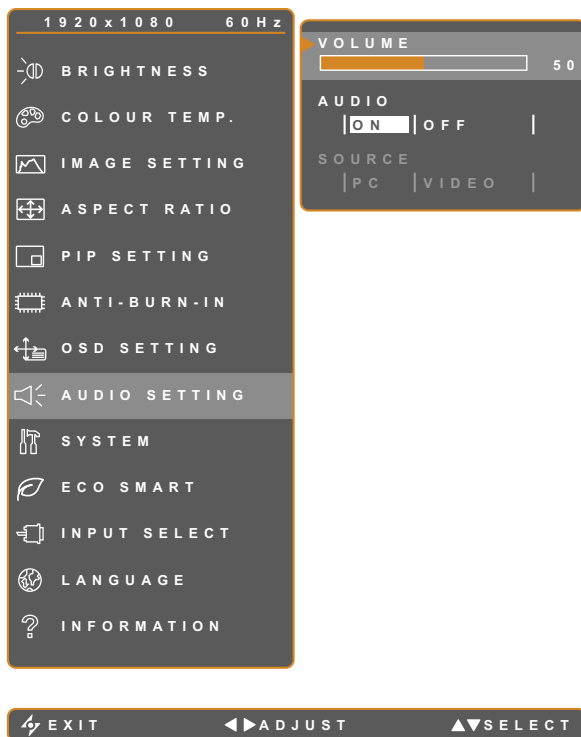 1920x1080 60Hz
BRIGHTNESS
COLOUR TEMP.
IMAGE SETTING
ASPECT RATIO
PIP SETTING
ANTI-BURN-IN
OSD SETTING
AUDIO SETTING
SYSTEM
ECO SMART
INPUT SELECT
LANGUAGE
INFORMATION
VOLUME
50
AUDIO
ON OFF
SOURCE
PC VIDEO
EXIT ADJUST SELECT